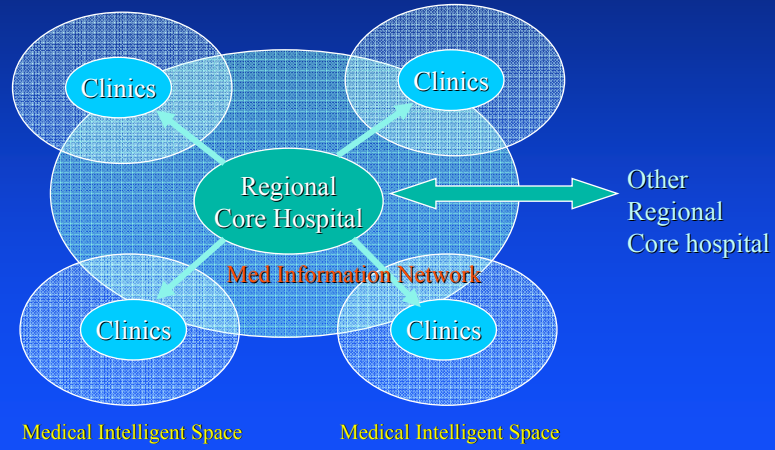 Clinics
Clinics
Regional
Core Hospital
Other
Regional
Core hospital
Med Information Network
Clinics
Clinics
Medical Intelligent Space
Medical Intelligent Space